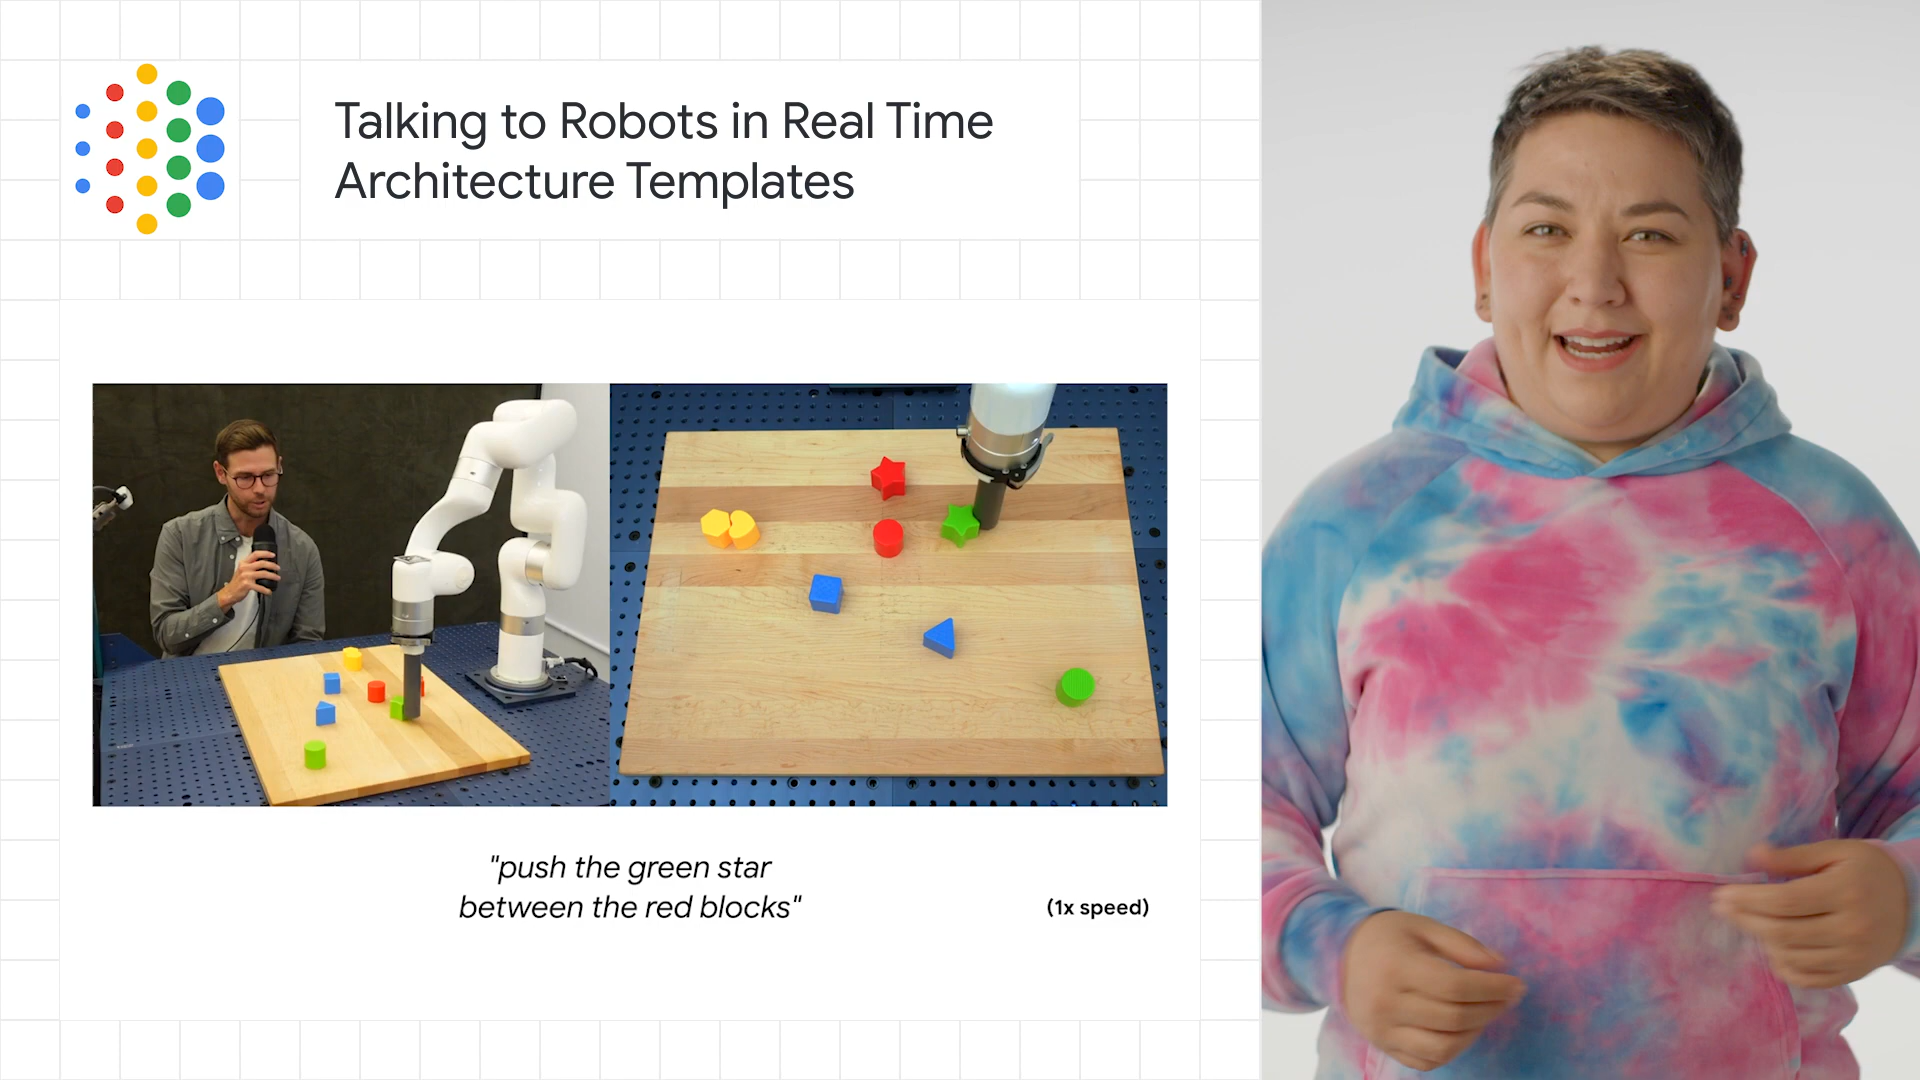 Talking to Robots in Real Time
Architecture Templates
"push the green star
between the red blocks"
(1x speed)